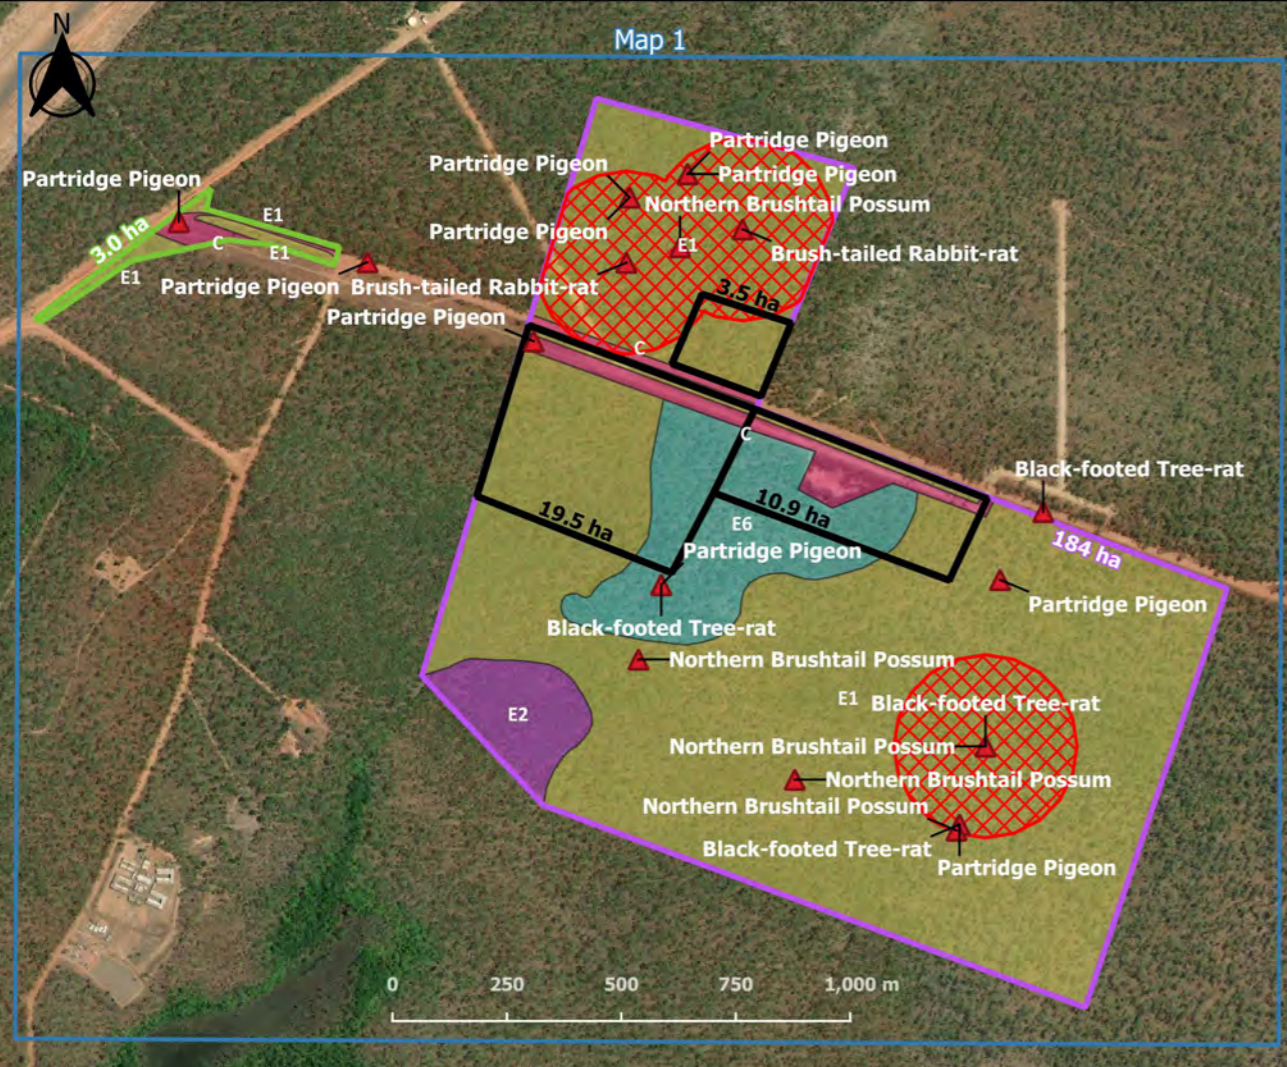 Map 1
N
Partridge Pigeon
Partridge Pigeon
Partridge Pigeon
Partridge Pigeon
Northern Brushtail Possum
E1
3.0 ha
C
E1
E1
Partridge Pigeon
E1
Brush-tailed Rabbit-rat
Partridge Pigeon
Brush-tailed Rabbit-rat
3.5 ha
Partridge Pigeon
C
C
Black-footed Tree-rat
10.9 ha
19.5 ha
E6
184 ha
Partridge Pigeon
Partridge Pigeon
Black-footed Tree-rat
Northern Brushtail Possum
E1
Black-footed Tree-rat
E2
Northern Brushtail Possum
Northern Brushtail Possum
Northern Brushtail Possum
Black-footed Tree-rat
Partridge Pigeon
0 250 500 750 1,000 m